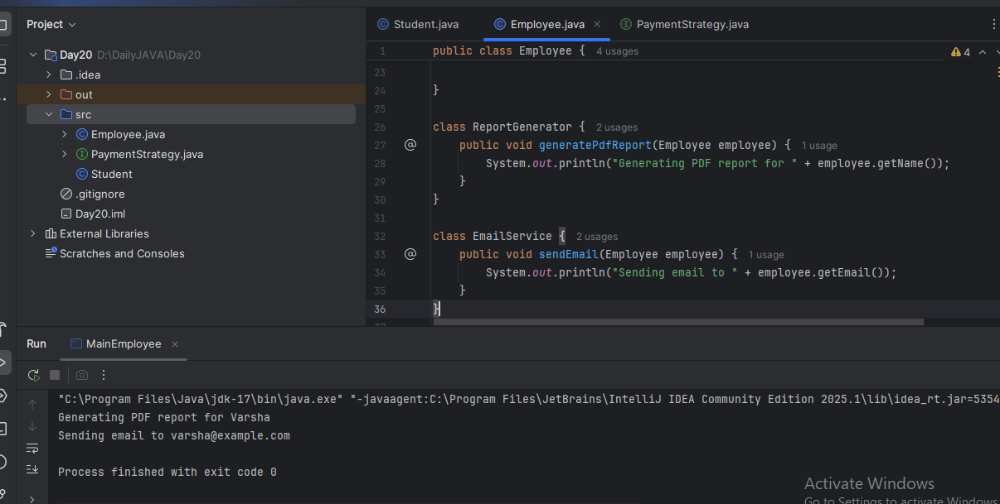 Project
Day20 D:\DailyJAVA\Day20
.idea
out
src
Employee.java
PaymentStrategy.java
Student
.gitignore
Day20.iml
External Libraries
Scratches and Consoles
Student.java Employee.java PaymentStrategy.java
1 public class Employee { 4 usages
4
23
24 }
25
26 class ReportGenerator { 2 usages
27 @ public void generatePdfReport(Employee employee) { 1 usage
28 System.out.println("Generating PDF report for " + employee.getName());
29 }
30 }
31
32 class EmailService { 2 usages
33 @ public void sendEmail(Employee employee) { 1 usage
34 System.out.println("Sending email to " + employee.getEmail());
35 }
36 }
Run MainEmployee
"C:\Program Files\Java\jdk-17\bin\java.exe" "-javaagent:C:\Program Files\JetBrains\IntelliJ IDEA Community Edition 2025.1\lib\idea_rt.jar=5354
Generating PDF report for Varsha
Sending email to varsha@example.com
Process finished with exit code 0
Activate Windows
Go to Settings to activate Windows